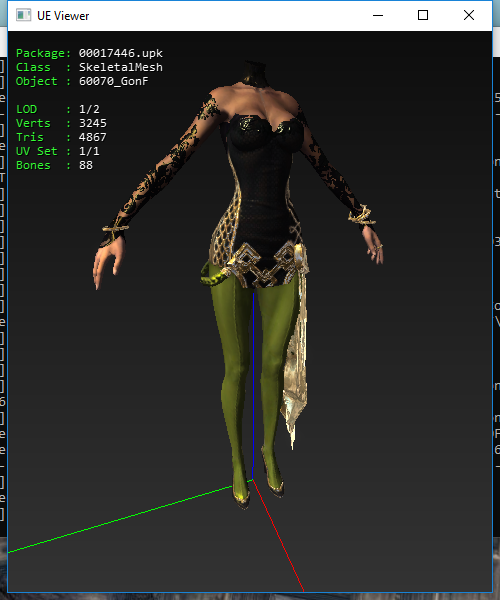 UE Viewer
Package: 00017446.upk
Class  : SkeletalMesh
Object : 60070_GonF
LOD    : 1/2
Verts  : 3245
Tris   : 4867
UV Set : 1/1
Bones  : 88